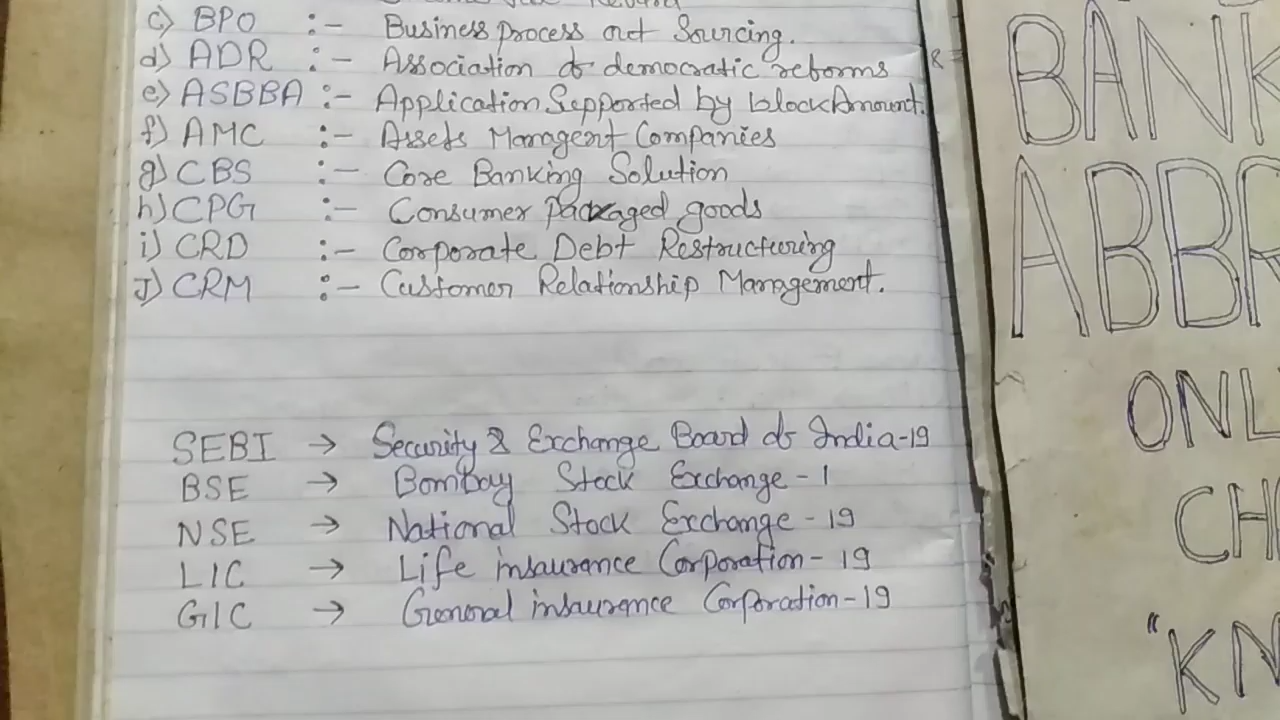 c) BPO :- Business process out Sourcing.
d) ADR :- Association of democratic reforms
e) ASBBA :- Application Supported by block Amount.
f) AMC :- Assets Managent Companies
g) CBS :- Core Banking Solution
h) CPG :- Consumer packaged goods
i) CRD :- Corporate Debt Restructuring
J) CRM :- Customer Relationship Management.
SEBI → Security & Exchange Board of India-19
BSE → Bombay Stock Exchange - 1
NSE → National Stock Exchange - 19
LIC → Life insaurance Corporation - 19
GIC → General insaurance Corporation - 19
BANK
ABBR
ONL
CH
"KN